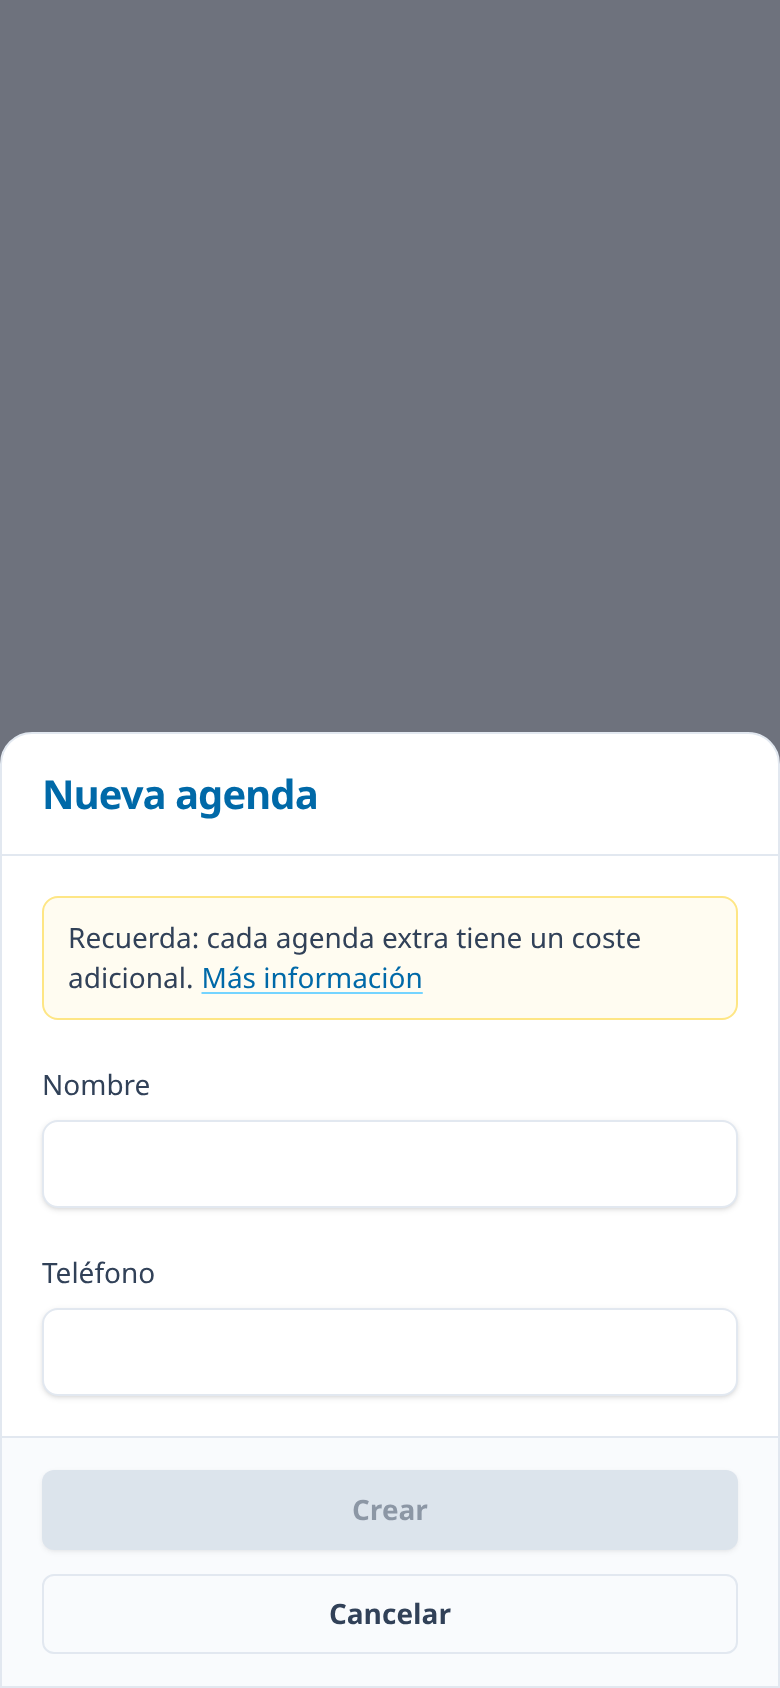 Nueva agenda
Recuerda: cada agenda extra tiene un coste
adicional. Más información
Nombre
Teléfono
Crear
Cancelar